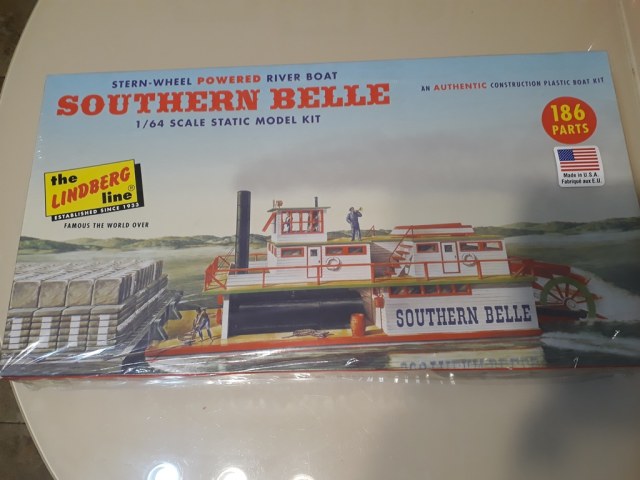 STERN-WHEEL POWERED RIVER BOAT
SOUTHERN BELLE
1/64 SCALE STATIC MODEL KIT
AN AUTHENTIC CONSTRUCTION PLASTIC BOAT KIT
186
PARTS
Made in U.S.A.
Fabriqué aux E.U.
the
LINDBERG
line®
ESTABLISHED SINCE 1933
FAMOUS THE WORLD OVER
SOUTHERN BELLE